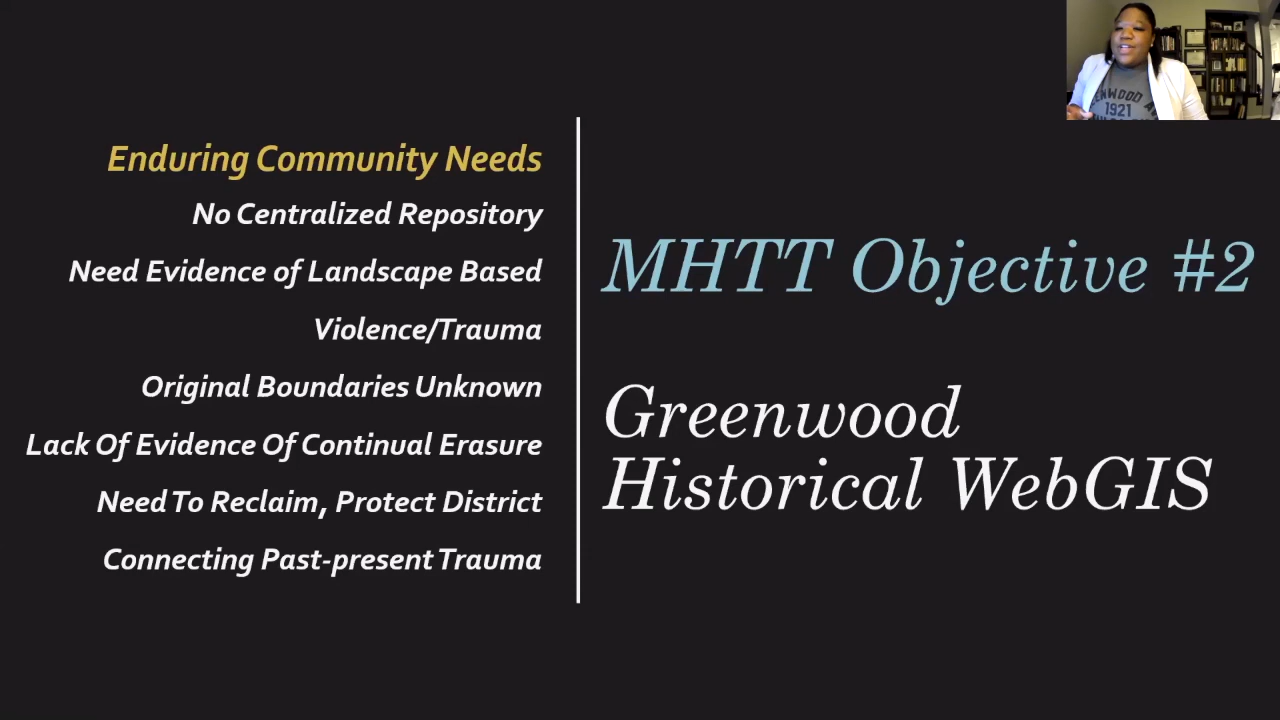 Enduring Community Needs
No Centralized Repository
Need Evidence of Landscape Based
Violence/Trauma
Original Boundaries Unknown
Lack Of Evidence Of Continual Erasure
Need To Reclaim, Protect District
Connecting Past-present Trauma
MHTT Objective #2
Greenwood
Historical WebGIS
1921